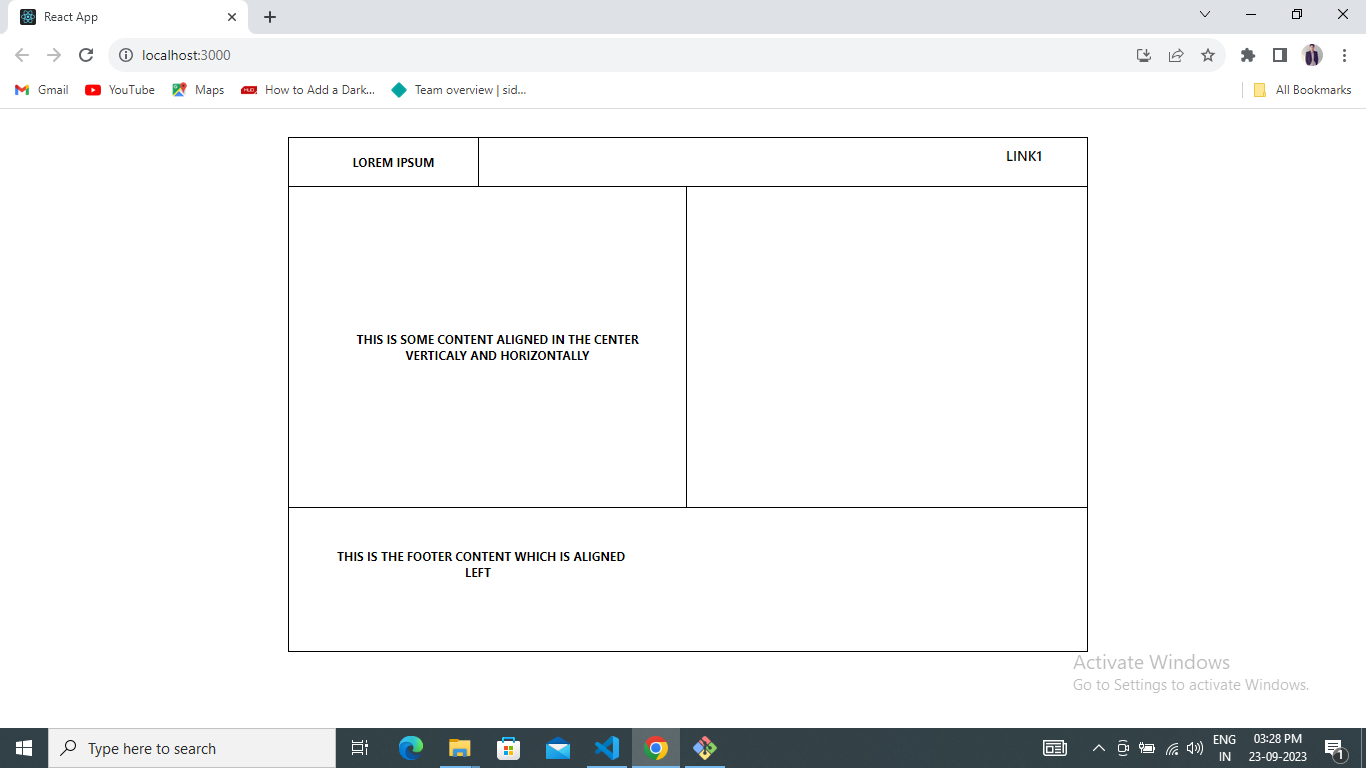 React App
localhost:3000
Gmail YouTube Maps How to Add a Dark... Team overview | sid... All Bookmarks
LOREM IPSUM
LINK1
THIS IS SOME CONTENT ALIGNED IN THE CENTER
VERTICALY AND HORIZONTALLY
THIS IS THE FOOTER CONTENT WHICH IS ALIGNED
LEFT
Activate Windows
Go to Settings to activate Windows.
Type here to search
ENG
IN
03:28 PM
23-09-2023
1